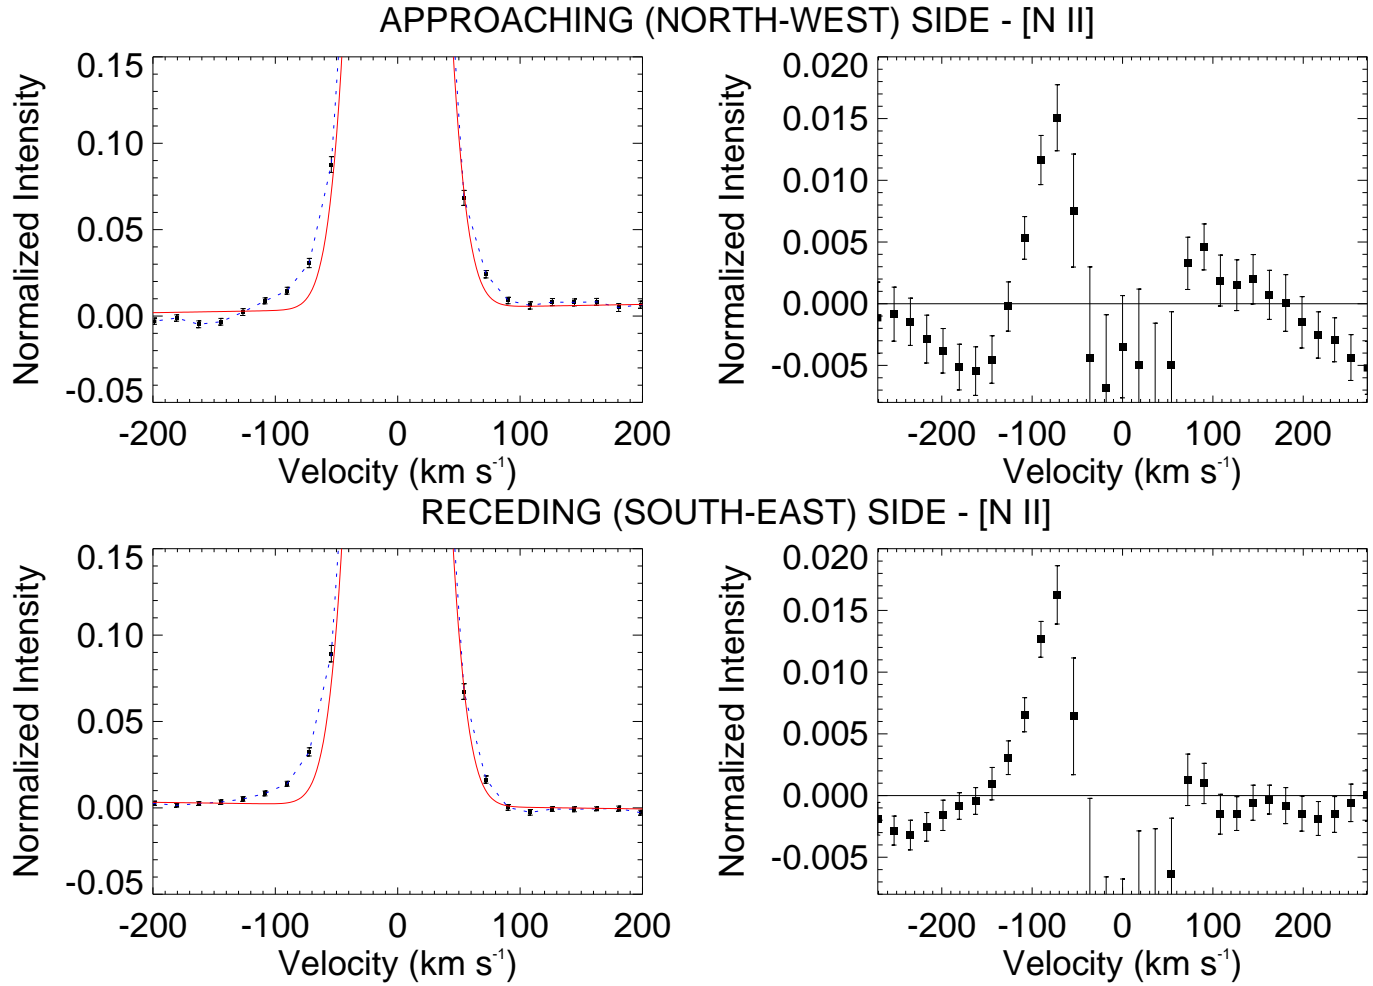 APPROACHING (NORTH-WEST) SIDE - [N II]
Normalized Intensity
0.15
0.10
0.05
0.00
-0.05
-200 -100 0 100 200
Velocity (km s-1)
Normalized Intensity
0.020
0.015
0.010
0.005
0.000
-0.005
-200 -100 0 100 200
Velocity (km s-1)
RECEDING (SOUTH-EAST) SIDE - [N II]
Normalized Intensity
0.15
0.10
0.05
0.00
-0.05
-200 -100 0 100 200
Velocity (km s-1)
Normalized Intensity
0.020
0.015
0.010
0.005
0.000
-0.005
-200 -100 0 100 200
Velocity (km s-1)